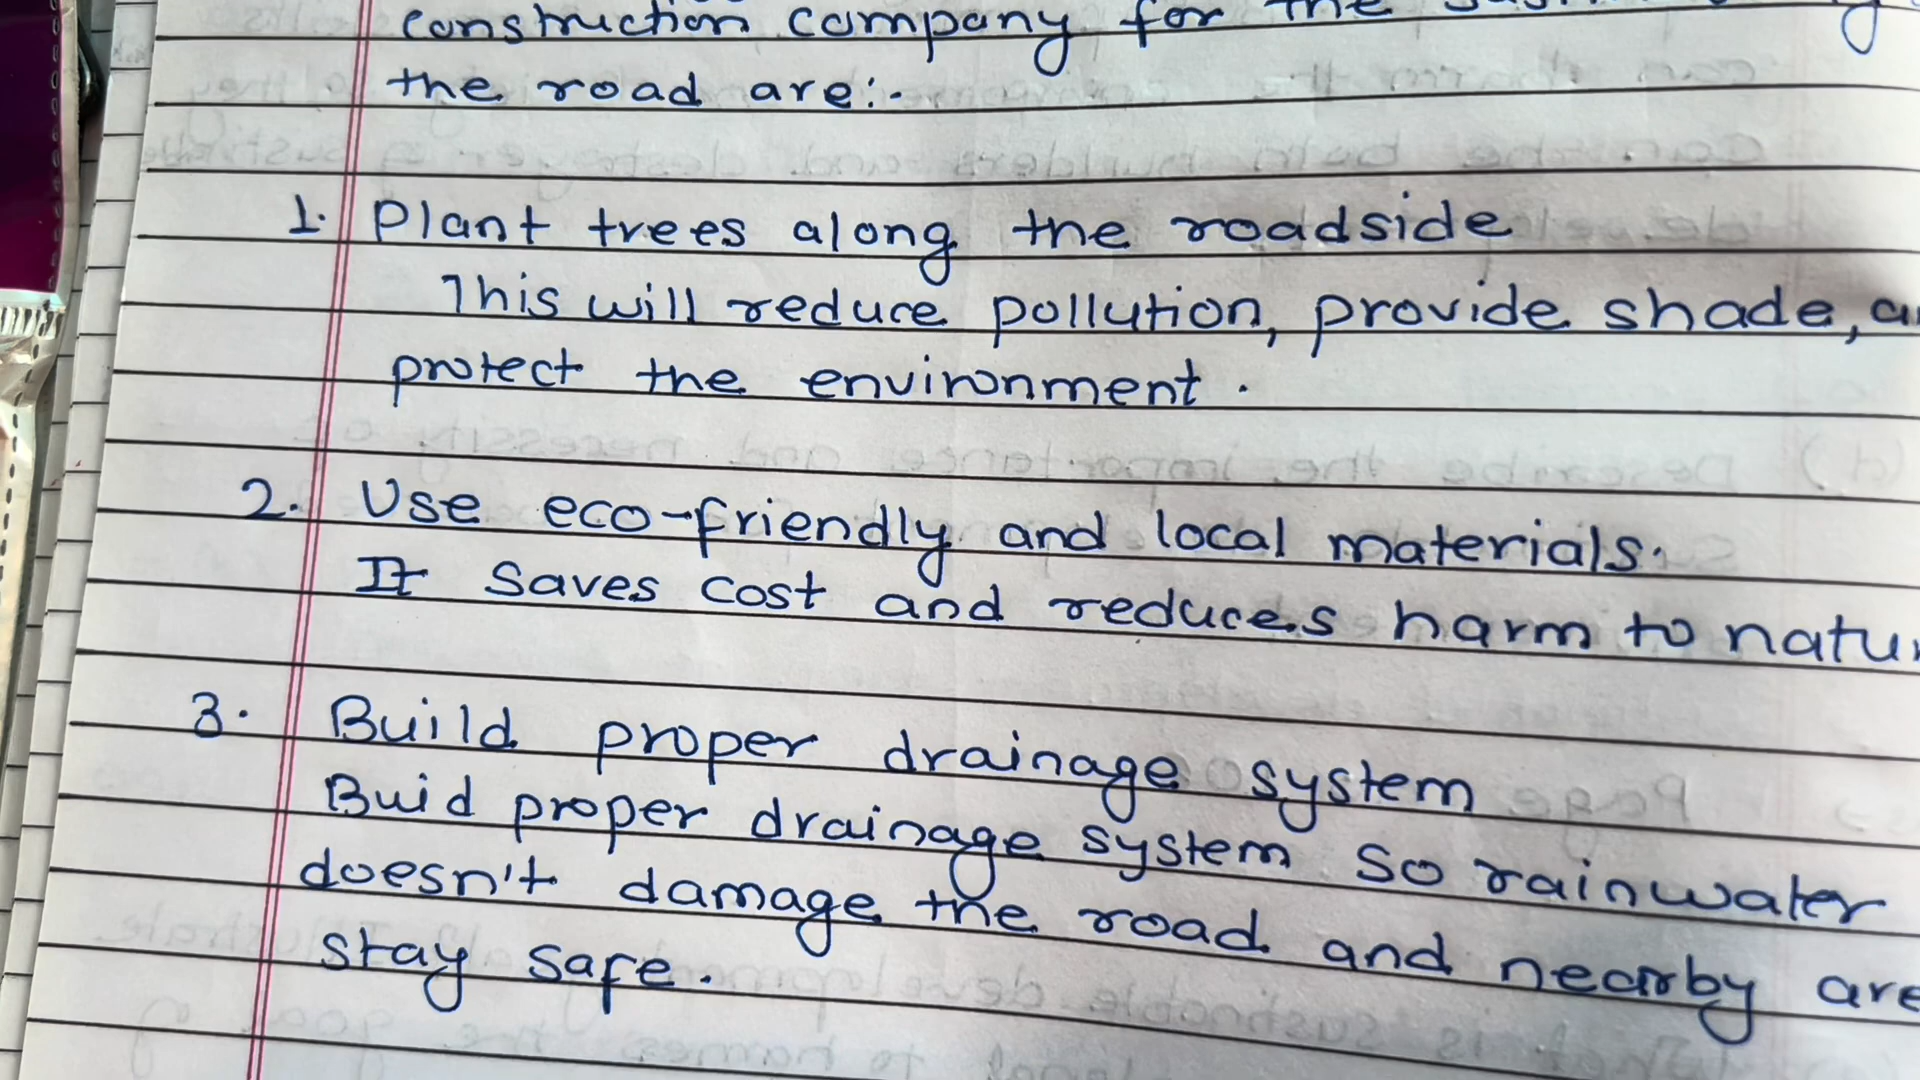 construction company for the
the road are:-
1. Plant trees along the roadside
This will reduce pollution, provide shade,
protect the environment.
2. Use eco-friendly and local materials.
It saves cost and reduces harm to
3. Build proper drainage system
Buid proper drainage system so rainwater
doesn't damage the road and nearby
stay safe.